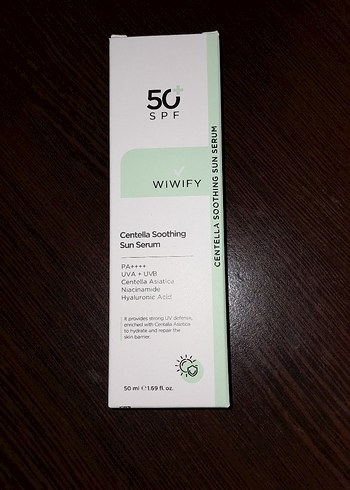 50+
SPF
WIWIFY
Centella Soothing
Sun Serum
PA++++
UVA + UVB
Centella Asiatica
Niacinamide
Hyaluronic Acid
It provides strong UV defence,
enriched with Centella Asiatica
to hydrate and repair the
skin barrier
50 ml ℮ 1.69 fl. oz.
CENTELLA SOOTHING SUN SERUM